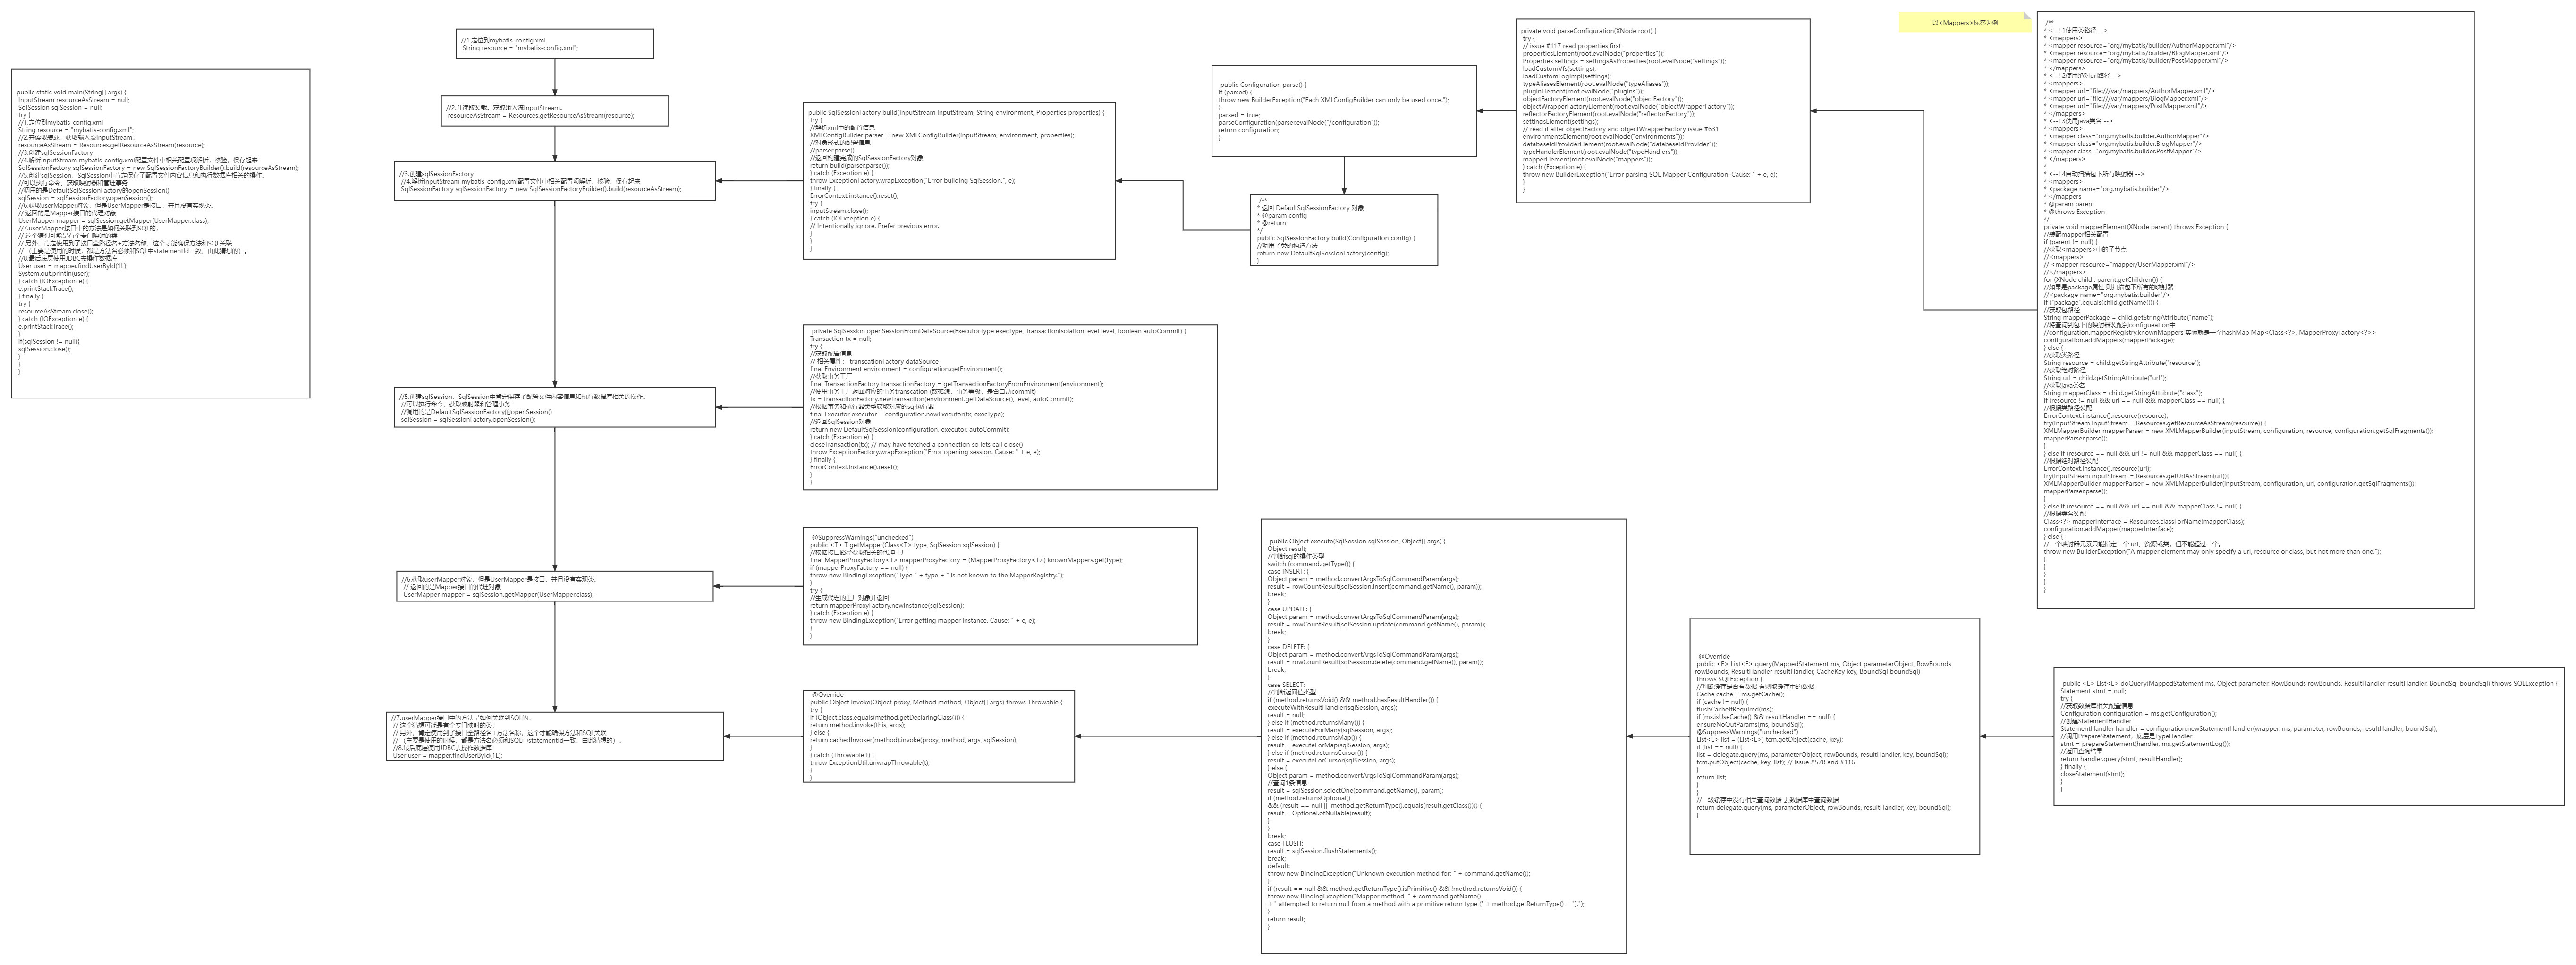 public static void main(String[] args) {
InputStream resourceAsStream = null;
SqlSession sqlSession = null;
try {
//1.定位到mybatis-config.xml
String resource = "mybatis-config.xml";
//2.并读取装载。获取输入流InputStream。
resourceAsStream = Resources.getResourceAsStream(resource);
//3.创建sqlSessionFactory
//4.解析InputStream mybatis-config.xml配置文件中相关配置项解析、校验、保存起来
SqlSessionFactory sqlSessionFactory = new SqlSessionFactoryBuilder().build(resourceAsStream);
//5.创建sqlSession、SqlSession中肯定保存了配置文件内容信息和执行数据库相关的操作。
//可以执行命令、获取映射器和管理事务
//调用的是DefaultSqlSessionFactory的openSession()
sqlSession = sqlSessionFactory.openSession();
//6.获取userMapper对象，但是UserMapper是接口，并且没有实现类。
// 返回的是Mapper接口的代理对象
UserMapper mapper = sqlSession.getMapper(UserMapper.class);
//7.userMapper接口中的方法是如何关联到SQL的、
// 这个猜想可能是有个专门映射的类、
// 另外，肯定使用到了接口全路径名+方法名称、这个才能确保方法和SQL关联
// （主要是使用的时候，都是方法名必须和SQL中statementId一致，由此猜想的）。
//8.最后底层使用JDBC去操作数据库
User user = mapper.findUserById(1L);
System.out.println(user);
} catch (IOException e) {
e.printStackTrace();
} finally {
try {
resourceAsStream.close();
} catch (IOException e) {
e.printStackTrace();
}
if(sqlSession != null){
sqlSession.close();
}
}
}
//1.定位到mybatis-config.xml
String resource = "mybatis-config.xml";
//2.并读取装载。获取输入流InputStream。
resourceAsStream = Resources.getResourceAsStream(resource);
//3.创建sqlSessionFactory
//4.解析InputStream mybatis-config.xml配置文件中相关配置项解析、校验、保存起来
SqlSessionFactory sqlSessionFactory = new SqlSessionFactoryBuilder().build(resourceAsStream);
//5.创建sqlSession、SqlSession中肯定保存了配置文件内容信息和执行数据库相关的操作。
//可以执行命令、获取映射器和管理事务
//调用的是DefaultSqlSessionFactory的openSession()
sqlSession = sqlSessionFactory.openSession();
//6.获取userMapper对象，但是UserMapper是接口，并且没有实现类。
// 返回的是Mapper接口的代理对象
UserMapper mapper = sqlSession.getMapper(UserMapper.class);
//7.userMapper接口中的方法是如何关联到SQL的、
// 这个猜想可能是有个专门映射的类、
// 另外，肯定使用到了接口全路径名+方法名称、这个才能确保方法和SQL关联
// （主要是使用的时候，都是方法名必须和SQL中statementId一致，由此猜想的）。
//8.最后底层使用JDBC去操作数据库
User user = mapper.findUserById(1L);
public SqlSessionFactory build(InputStream inputStream, String environment, Properties properties) {
try {
//解析xml中的配置信息
XMLConfigBuilder parser = new XMLConfigBuilder(inputStream, environment, properties);
//对象形式的配置信息
//parser.parse()
//返回构建完成的SqlSessionFactory对象
return build(parser.parse());
} catch (Exception e) {
throw ExceptionFactory.wrapException("Error building SqlSession.", e);
} finally {
ErrorContext.instance().reset();
try {
inputStream.close();
} catch (IOException e) {
// Intentionally ignore. Prefer previous error.
}
}
}
public Configuration parse() {
if (parsed) {
throw new BuilderException("Each XMLConfigBuilder can only be used once.");
}
parsed = true;
parseConfiguration(parser.evalNode("/configuration"));
return configuration;
}
/**
* 返回 DefaultSqlSessionFactory 对象
* @param config
* @return
*/
public SqlSessionFactory build(Configuration config) {
//调用子类的构造方法
return new DefaultSqlSessionFactory(config);
}
private void parseConfiguration(XNode root) {
try {
// issue #117 read properties first
propertiesElement(root.evalNode("properties"));
Properties settings = settingsAsProperties(root.evalNode("settings"));
loadCustomVfs(settings);
loadCustomLogImpl(settings);
typeAliasesElement(root.evalNode("typeAliases"));
pluginElement(root.evalNode("plugins"));
objectFactoryElement(root.evalNode("objectFactory"));
objectWrapperFactoryElement(root.evalNode("objectWrapperFactory"));
reflectorFactoryElement(root.evalNode("reflectorFactory"));
settingsElement(settings);
// read it after objectFactory and objectWrapperFactory issue #631
environmentsElement(root.evalNode("environments"));
databaseIdProviderElement(root.evalNode("databaseIdProvider"));
typeHandlerElement(root.evalNode("typeHandlers"));
mapperElement(root.evalNode("mappers"));
} catch (Exception e) {
throw new BuilderException("Error parsing SQL Mapper Configuration. Cause: " + e, e);
}
}
以<Mappers>标签为例
/**
* <--! 1使用类路径 -->
* <mappers>
* <mapper resource="org/mybatis/builder/AuthorMapper.xml"/>
* <mapper resource="org/mybatis/builder/BlogMapper.xml"/>
* <mapper resource="org/mybatis/builder/PostMapper.xml"/>
* </mappers>
* <--! 2使用绝对url路径 -->
* <mappers>
* <mapper url="file:///var/mappers/AuthorMapper.xml"/>
* <mapper url="file:///var/mappers/BlogMapper.xml"/>
* <mapper url="file:///var/mappers/PostMapper.xml"/>
* </mappers>
* <--! 3使用java类名 -->
* <mappers>
* <mapper class="org.mybatis.builder.AuthorMapper"/>
* <mapper class="org.mybatis.builder.BlogMapper"/>
* <mapper class="org.mybatis.builder.PostMapper"/>
* </mappers>
*
* <--! 4自动扫描包下所有映射器 -->
* <mappers>
* <package name="org.mybatis.builder"/>
* </mappers
* @param parent
* @throws Exception
*/
private void mapperElement(XNode parent) throws Exception {
//装配mapper相关配置
if (parent != null) {
//获取<mappers>中的子节点
//<mappers>
// <mapper resource="mapper/UserMapper.xml"/>
//</mappers>
for (XNode child : parent.getChildren()) {
//如果是package属性 则扫描包下所有的映射器
//<package name="org.mybatis.builder"/>
if ("package".equals(child.getName())) {
//获取包路径
String mapperPackage = child.getStringAttribute("name");
//将查询到包下的映射器装配到configueation中
//configuration.mapperRegistry.knownMappers 实际就是一个hashMap Map<Class<?>, MapperProxyFactory<?>>
configuration.addMappers(mapperPackage);
} else {
//获取类路径
String resource = child.getStringAttribute("resource");
//获取绝对路径
String url = child.getStringAttribute("url");
//获取java类名
String mapperClass = child.getStringAttribute("class");
if (resource != null && url == null && mapperClass == null) {
//根据类路径装配
ErrorContext.instance().resource(resource);
try(InputStream inputStream = Resources.getResourceAsStream(resource)) {
XMLMapperBuilder mapperParser = new XMLMapperBuilder(inputStream, configuration, resource, configuration.getSqlFragments());
mapperParser.parse();
}
} else if (resource == null && url != null && mapperClass == null) {
//根据绝对路径装配
ErrorContext.instance().resource(url);
try(InputStream inputStream = Resources.getUrlAsStream(url)){
XMLMapperBuilder mapperParser = new XMLMapperBuilder(inputStream, configuration, url, configuration.getSqlFragments());
mapperParser.parse();
}
} else if (resource == null && url == null && mapperClass != null) {
//根据类名装配
Class<?> mapperInterface = Resources.classForName(mapperClass);
configuration.addMapper(mapperInterface);
} else {
//一个映射器元素只能指定一个 url、资源或类，但不能超过一个。
throw new BuilderException("A mapper element may only specify a url, resource or class, but not more than one.");
}
}
}
}
}
private SqlSession openSessionFromDataSource(ExecutorType execType, TransactionIsolationLevel level, boolean autoCommit) {
Transaction tx = null;
try {
//获取配置信息
// 相关属性： transcationFactory dataSource
final Environment environment = configuration.getEnvironment();
//获取事务工厂
final TransactionFactory transactionFactory = getTransactionFactoryFromEnvironment(environment);
//使用事务工厂返回对应的事务transcation (数据源，事务等级，是否自动commit)
tx = transactionFactory.newTransaction(environment.getDataSource(), level, autoCommit);
//根据事务和执行器类型获取对应的sql执行器
final Executor executor = configuration.newExecutor(tx, execType);
//返回SqlSession对象
return new DefaultSqlSession(configuration, executor, autoCommit);
} catch (Exception e) {
closeTransaction(tx); // may have fetched a connection so lets call close()
throw ExceptionFactory.wrapException("Error opening session. Cause: " + e, e);
} finally {
ErrorContext.instance().reset();
}
}
@SuppressWarnings("unchecked")
public <T> T getMapper(Class<T> type, SqlSession sqlSession) {
//根据接口路径获取相关的代理工厂
final MapperProxyFactory<T> mapperProxyFactory = (MapperProxyFactory<T>) knownMappers.get(type);
if (mapperProxyFactory == null) {
throw new BindingException("Type " + type + " is not known to the MapperRegistry.");
}
try {
//生成代理的工厂对象并返回
return mapperProxyFactory.newInstance(sqlSession);
} catch (Exception e) {
throw new BindingException("Error getting mapper instance. Cause: " + e, e);
}
}
@Override
public Object invoke(Object proxy, Method method, Object[] args) throws Throwable {
try {
if (Object.class.equals(method.getDeclaringClass())) {
return method.invoke(this, args);
} else {
return cachedInvoker(method).invoke(proxy, method, args, sqlSession);
}
} catch (Throwable t) {
throw ExceptionUtil.unwrapThrowable(t);
}
}
public Object execute(SqlSession sqlSession, Object[] args) {
Object result;
//判断sql的操作类型
switch (command.getType()) {
case INSERT: {
Object param = method.convertArgsToSqlCommandParam(args);
result = rowCountResult(sqlSession.insert(command.getName(), param));
break;
}
case UPDATE: {
Object param = method.convertArgsToSqlCommandParam(args);
result = rowCountResult(sqlSession.update(command.getName(), param));
break;
}
case DELETE: {
Object param = method.convertArgsToSqlCommandParam(args);
result = rowCountResult(sqlSession.delete(command.getName(), param));
break;
}
case SELECT:
//判断返回值类型
if (method.returnsVoid() && method.hasResultHandler()) {
executeWithResultHandler(sqlSession, args);
result = null;
} else if (method.returnsMany()) {
result = executeForMany(sqlSession, args);
} else if (method.returnsMap()) {
result = executeForMap(sqlSession, args);
} else if (method.returnsCursor()) {
result = executeForCursor(sqlSession, args);
} else {
Object param = method.convertArgsToSqlCommandParam(args);
//查询1条信息
result = sqlSession.selectOne(command.getName(), param);
if (method.returnsOptional()
&& (result == null || !method.getReturnType().equals(result.getClass()))) {
result = Optional.ofNullable(result);
}
}
break;
case FLUSH:
result = sqlSession.flushStatements();
break;
default:
throw new BindingException("Unknown execution method for: " + command.getName());
}
if (result == null && method.getReturnType().isPrimitive() && !method.returnsVoid()) {
throw new BindingException("Mapper method '" + command.getName()
+ " attempted to return null from a method with a primitive return type (" + method.getReturnType() + ").");
}
return result;
}
@Override
public <E> List<E> query(MappedStatement ms, Object parameterObject, RowBounds
rowBounds, ResultHandler resultHandler, CacheKey key, BoundSql boundSql)
throws SQLException {
//判断缓存是否有数据 有则取缓存中的数据
Cache cache = ms.getCache();
if (cache != null) {
flushCacheIfRequired(ms);
if (ms.isUseCache() && resultHandler == null) {
ensureNoOutParams(ms, boundSql);
@SuppressWarnings("unchecked")
List<E> list = (List<E>) tcm.getObject(cache, key);
if (list == null) {
list = delegate.query(ms, parameterObject, rowBounds, resultHandler, key, boundSql);
tcm.putObject(cache, key, list); // issue #578 and #116
}
return list;
}
}
//一级缓存中没有相关查询数据 去数据库中查询数据
return delegate.query(ms, parameterObject, rowBounds, resultHandler, key, boundSql);
}
public <E> List<E> doQuery(MappedStatement ms, Object parameter, RowBounds rowBounds, ResultHandler resultHandler, BoundSql boundSql) throws SQLException {
Statement stmt = null;
try {
//获取数据库相关配置信息
Configuration configuration = ms.getConfiguration();
//创建StatementHandler
StatementHandler handler = configuration.newStatementHandler(wrapper, ms, parameter, rowBounds, resultHandler, boundSql);
//调用PrepareStatement、底层是TypeHandler
stmt = prepareStatement(handler, ms.getStatementLog());
//返回查询结果
return handler.query(stmt, resultHandler);
} finally {
closeStatement(stmt);
}
}